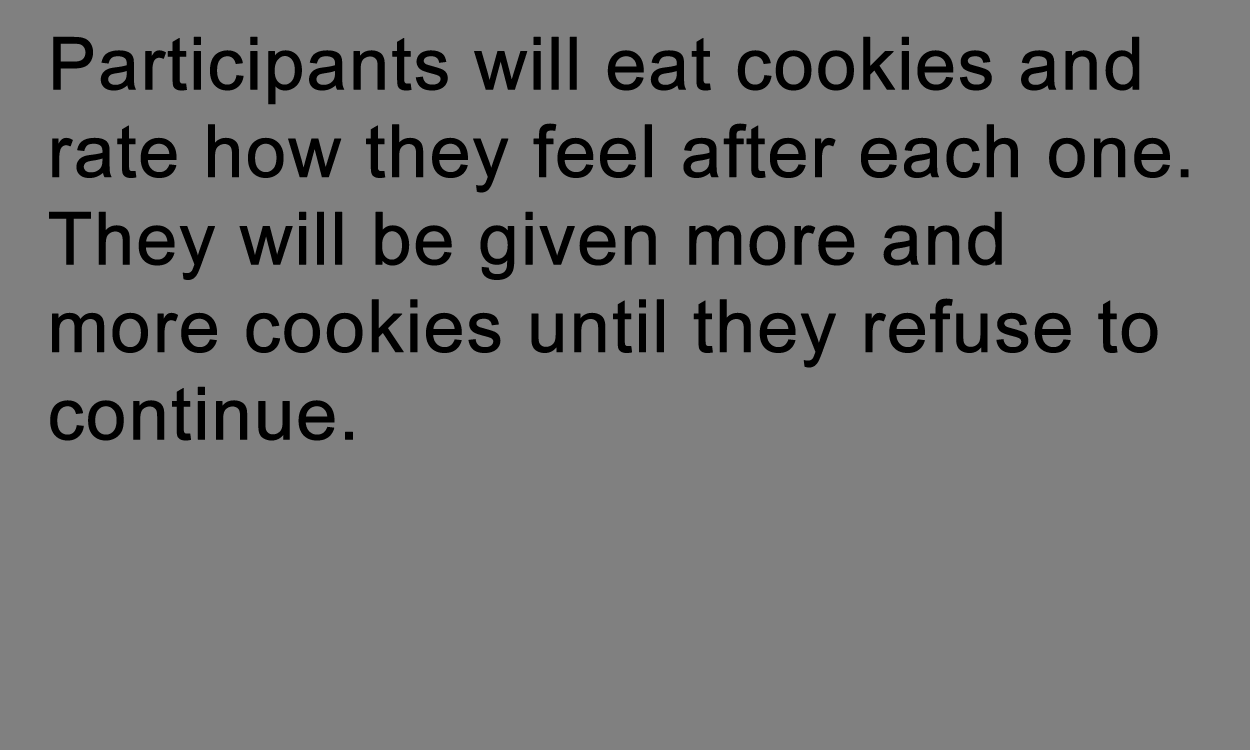 Participants will eat cookies and
rate how they feel after each one.
They will be given more and
more cookies until they refuse to
continue.